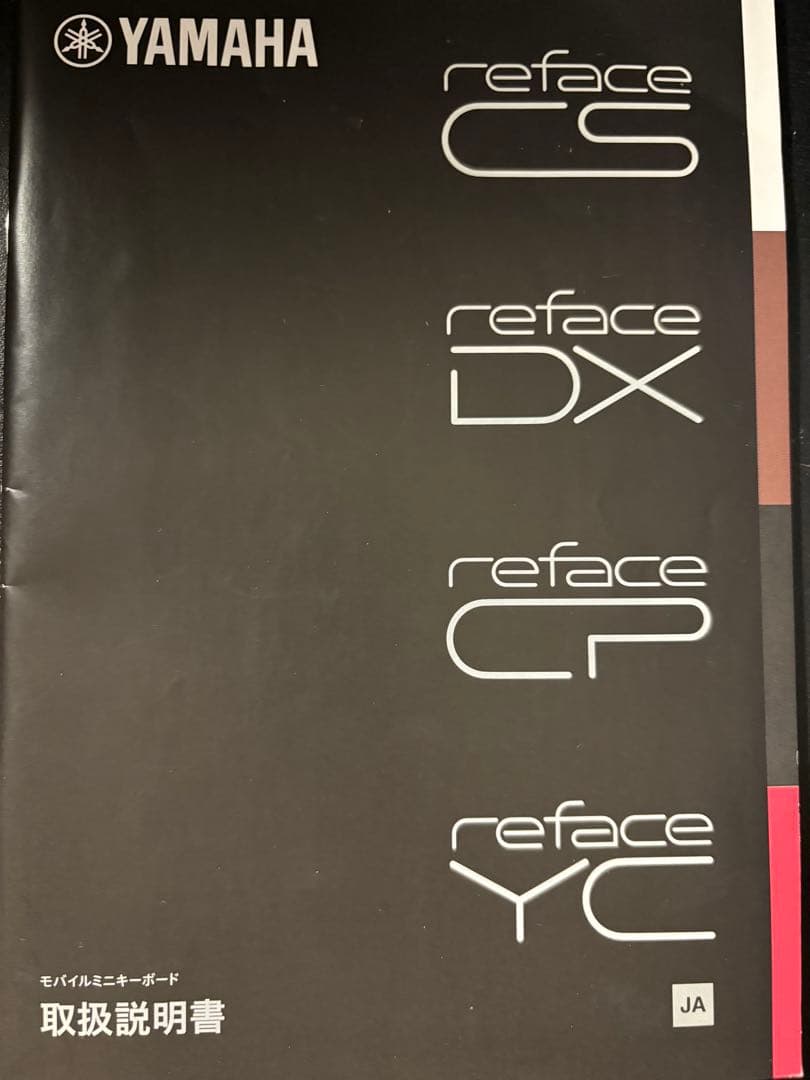 YAMAHA
reface
CS
reface
DX
reface
CP
reface
YC
モバイルミニキーボード
取扱説明書
JA